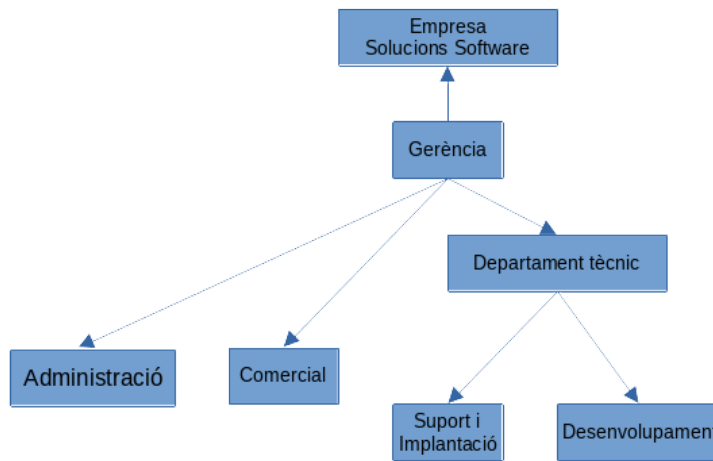 Empresa
Solucions Software
Gerència
Departament tècnic
Administració
Comercial
Suport i
Implantació
Desenvolupament